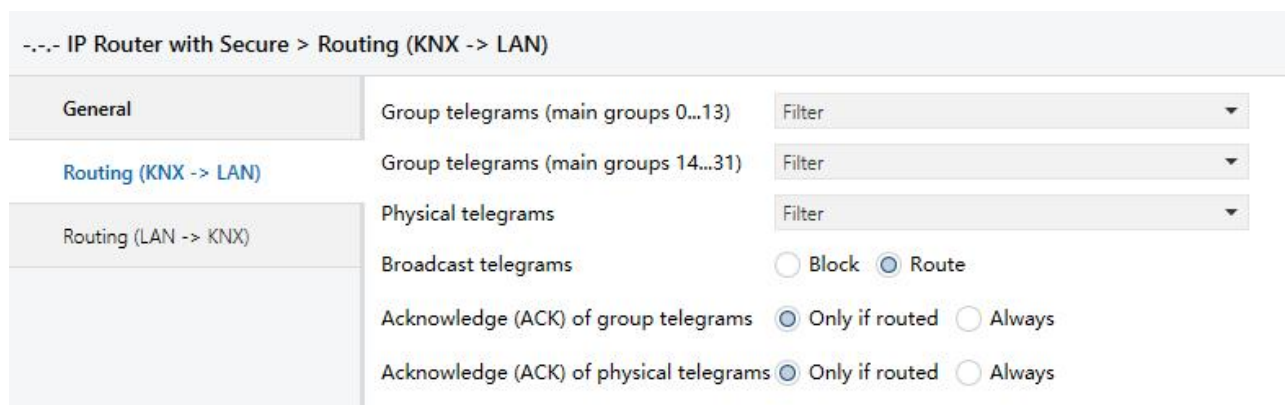 -.-.- IP Router with Secure > Routing (KNX -> LAN)
General
Routing (KNX -> LAN)
Routing (LAN -> KNX)
Group telegrams (main groups 0...13) Filter
Group telegrams (main groups 14...31) Filter
Physical telegrams Filter
Broadcast telegrams Block Route
Acknowledge (ACK) of group telegrams Only if routed Always
Acknowledge (ACK) of physical telegrams Only if routed Always